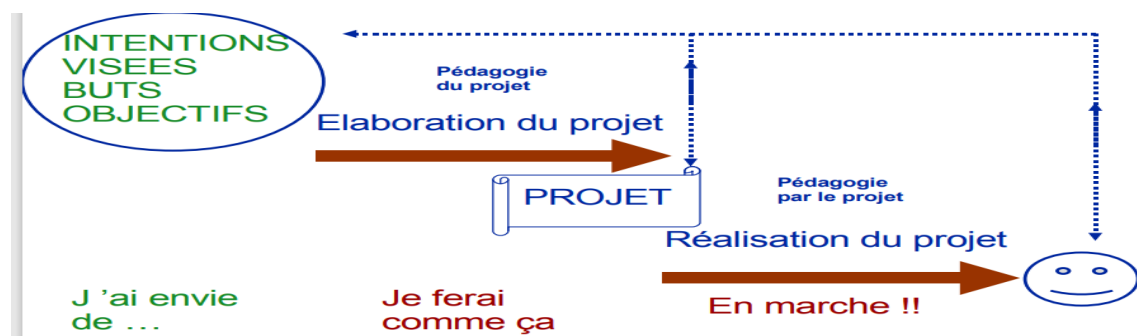 INTENTIONS
VISEES
BUTS
OBJECTIFS
Pédagogie
du projet
Elaboration du projet
PROJET
Pédagogie
par le projet
Réalisation du projet
J ’ai envie
de …
Je ferai
comme ça
En marche !!